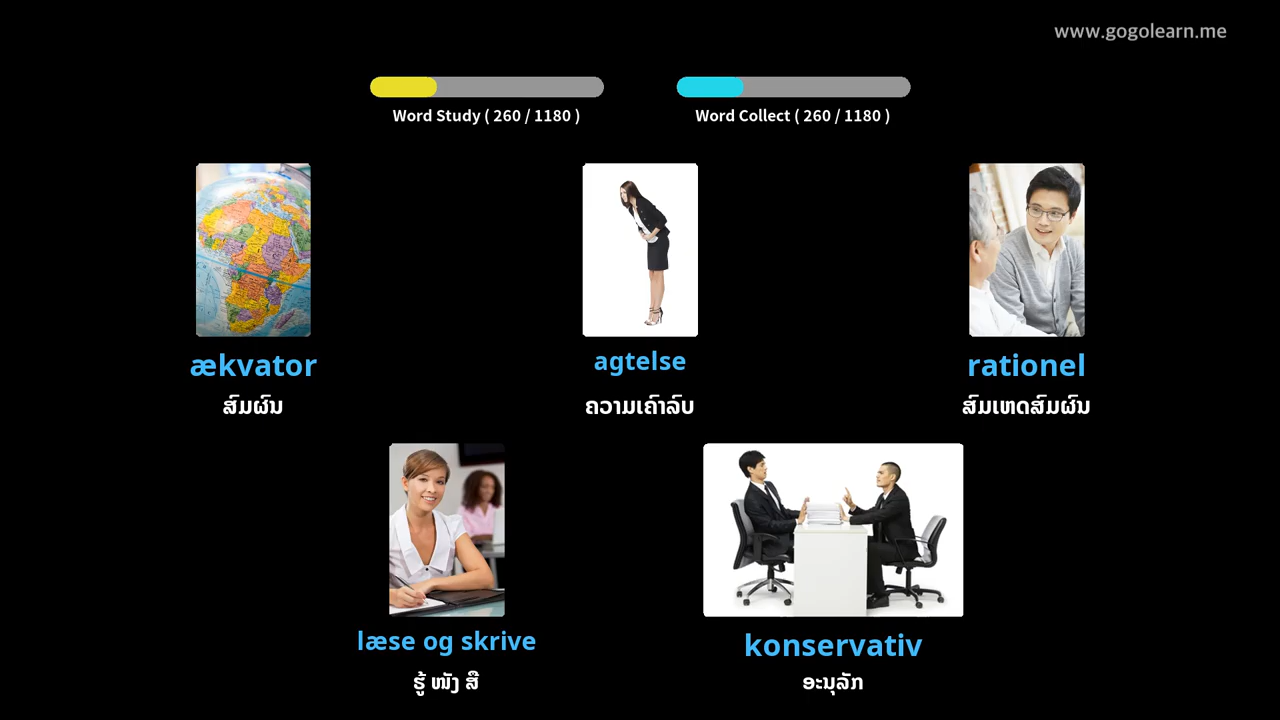 www.gogolearn.me
Word Study ( 260 / 1180 )
Word Collect ( 260 / 1180 )
ækvator
ສົມຜົນ
agtelse
ຄວາມເຄົາລົບ
rationel
ສົມເຫດສົມຜົນ
læse og skrive
ຮູ້ ໜັງ ສື
konservativ
ອະນຸລັກ